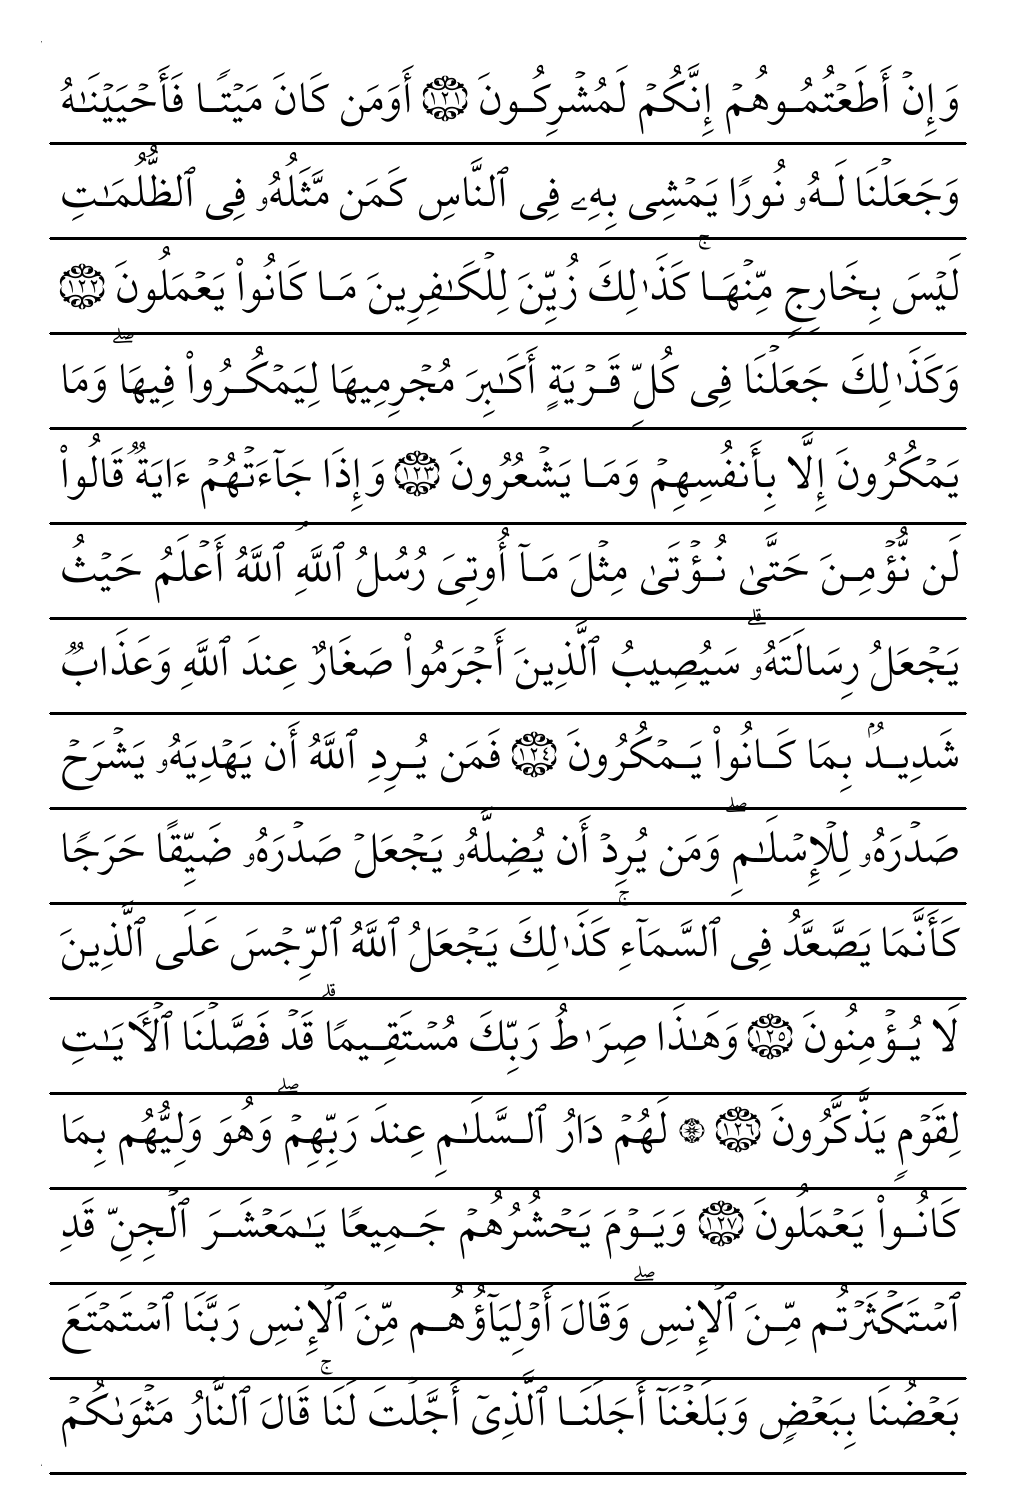 وَإِنۡ أَطَعۡتُمُوهُمۡ إِنَّكُمۡ لَمُشۡرِكُونَ ﴿١٢١﴾ أَوَمَن كَانَ مَيۡتٗا فَأَحۡيَيۡنَٰهُ
وَجَعَلۡنَا لَهُۥ نُورٗا يَمۡشِي بِهِۦ فِي ٱلنَّاسِ كَمَن مَّثَلُهُۥ فِي ٱلظُّلُمَٰتِ
لَيۡسَ بِخَارِجٖ مِّنۡهَاۚ كَذَٰلِكَ زُيِّنَ لِلۡكَٰفِرِينَ مَا كَانُواْ يَعۡمَلُونَ ﴿١٢٢﴾
وَكَذَٰلِكَ جَعَلۡنَا فِي كُلِّ قَرۡيَةٍ أَكَٰبِرَ مُجۡرِمِيهَا لِيَمۡكُرُواْ فِيهَاۖ وَمَا
يَمۡكُرُونَ إِلَّا بِأَنفُسِهِمۡ وَمَا يَشۡعُرُونَ ﴿١٢٣﴾ وَإِذَا جَآءَتۡهُمۡ ءَايَةٞ قَالُواْ
لَن نُّؤۡمِنَ حَتَّىٰ نُؤۡتَىٰ مِثۡلَ مَآ أُوتِيَ رُسُلُ ٱللَّهِۘ ٱللَّهُ أَعۡلَمُ حَيۡثُ
يَجۡعَلُ رِسَالَتَهُۥۗ سَيُصِيبُ ٱلَّذِينَ أَجۡرَمُواْ صَغَارٌ عِندَ ٱللَّهِ وَعَذَابٞ
شَدِيدُۢ بِمَا كَانُواْ يَمۡكُرُونَ ﴿١٢٤﴾ فَمَن يُرِدِ ٱللَّهُ أَن يَهۡدِيَهُۥ يَشۡرَحۡ
صَدۡرَهُۥ لِلۡإِسۡلَٰمِۖ وَمَن يُرِدۡ أَن يُضِلَّهُۥ يَجۡعَلۡ صَدۡرَهُۥ ضَيِّقًا حَرَجٗا
كَأَنَّمَا يَصَّعَّدُ فِي ٱلسَّمَآءِۚ كَذَٰلِكَ يَجۡعَلُ ٱللَّهُ ٱلرِّجۡسَ عَلَى ٱلَّذِينَ
لَا يُؤۡمِنُونَ ﴿١٢٥﴾ وَهَٰذَا صِرَٰطُ رَبِّكَ مُسۡتَقِيمٗاۗ قَدۡ فَصَّلۡنَا ٱلۡأٓيَٰتِ
لِقَوۡمٖ يَذَّكَّرُونَ ﴿١٢٦﴾ ۞ لَهُمۡ دَارُ ٱلسَّلَٰمِ عِندَ رَبِّهِمۡۖ وَهُوَ وَلِيُّهُم بِمَا
كَانُواْ يَعۡمَلُونَ ﴿١٢٧﴾ وَيَوۡمَ يَحۡشُرُهُمۡ جَمِيعٗا يَٰمَعۡشَرَ ٱلۡجِنِّ قَدِ
ٱسۡتَكۡثَرۡتُم مِّنَ ٱلۡإِنسِۖ وَقَالَ أَوۡلِيَآؤُهُم مِّنَ ٱلۡإِنسِ رَبَّنَا ٱسۡتَمۡتَعَ
بَعۡضُنَا بِبَعۡضٖ وَبَلَغۡنَآ أَجَلَنَا ٱلَّذِيٓ أَجَّلۡتَ لَنَاۚ قَالَ ٱلنَّارُ مَثۡوَىٰكُمۡ